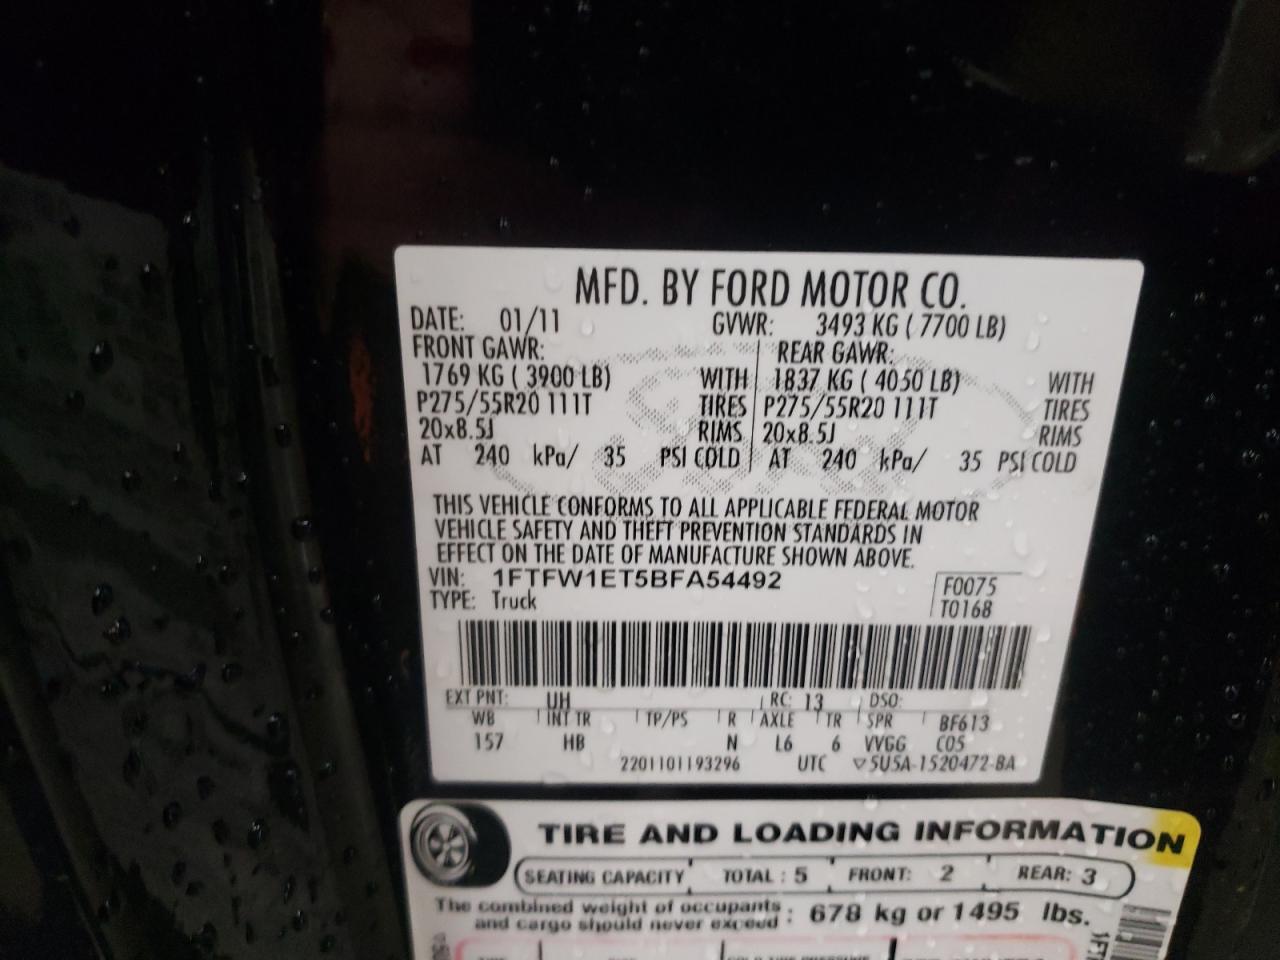 MFD. BY FORD MOTOR CO.
DATE: 01/11 GVWR: 3493 KG ( 7700 LB)
FRONT GAWR: REAR GAWR:
1769 KG ( 3900 LB) WITH 1837 KG ( 4050 LB) WITH
P275/55R20 111T TIRES P275/55R20 111T TIRES
20x8.5J RIMS 20x8.5J RIMS
AT 240 kPa/ 35 PSI COLD AT 240 kPa/ 35 PSI COLD
THIS VEHICLE CONFORMS TO ALL APPLICABLE FEDERAL MOTOR
VEHICLE SAFETY AND THEFT PREVENTION STANDARDS IN
EFFECT ON THE DATE OF MANUFACTURE SHOWN ABOVE.
VIN: 1FTFW1ET5BFA54492 F0075
TYPE: Truck T0168
EXT PNT: UH RC: 13 DSO:
WB INT TR TP/PS R AXLE TR SPR BF613
157 HB N L6 6 VVGG C05
2201101193296 UTC ▽5U5A-1520472-BA
TIRE AND LOADING INFORMATION
SEATING CAPACITY TOTAL : 5 FRONT: 2 REAR: 3
The combined weight of occupants
and cargo should never exceed : 678 kg or 1495 lbs.